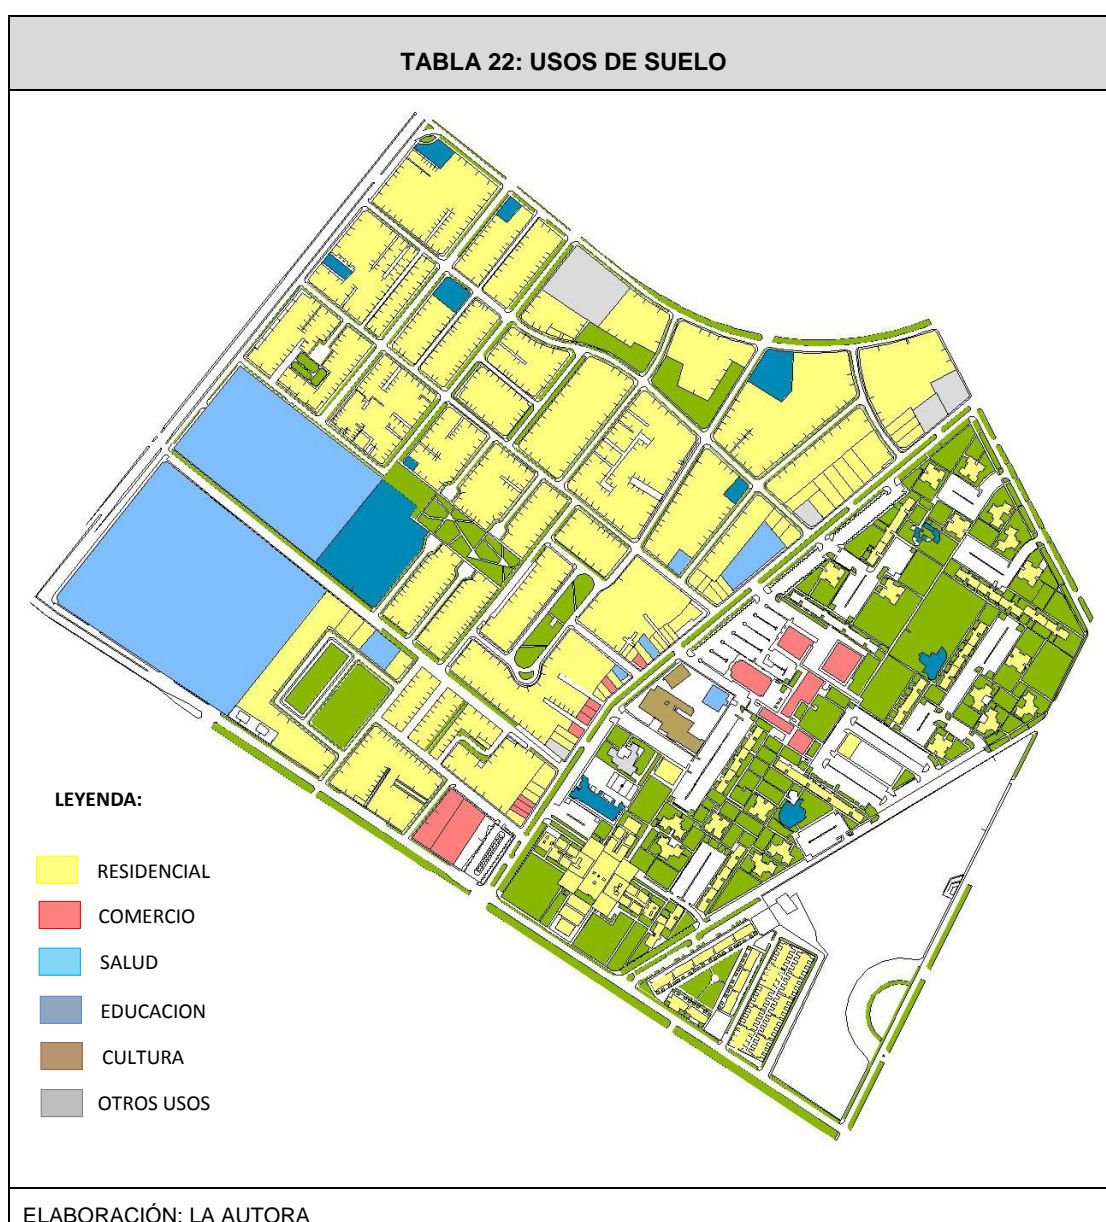 TABLA 22: USOS DE SUELO
LEYENDA:
RESIDENCIAL
COMERCIO
SALUD
EDUCACION
CULTURA
OTROS USOS
ELABORACIÓN: LA AUTORA